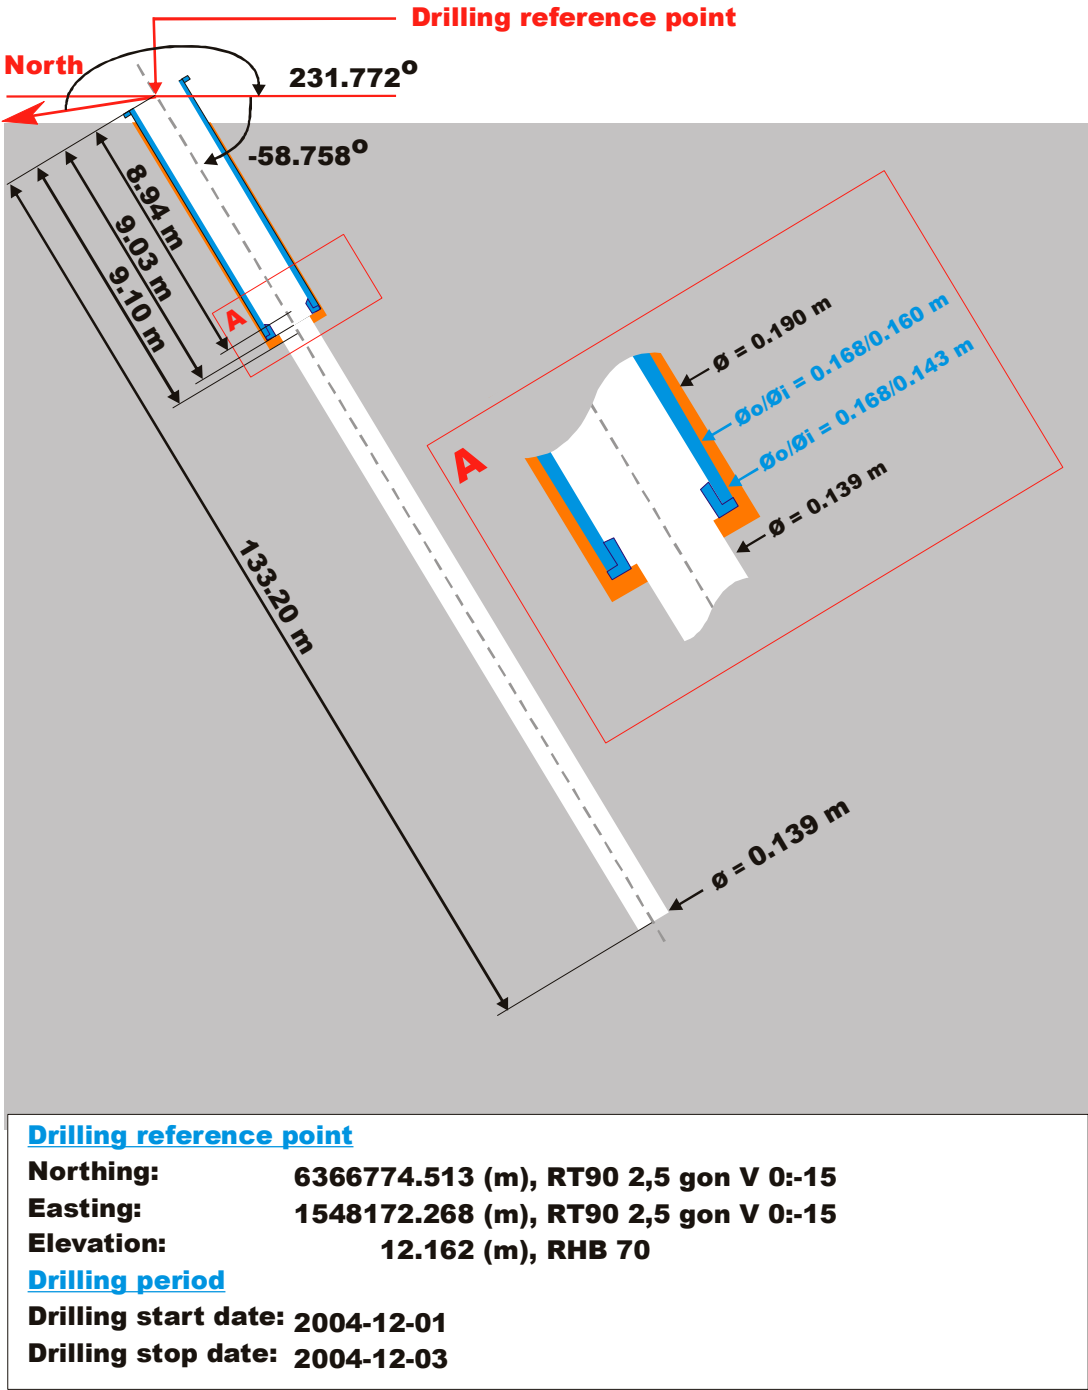 Drilling reference point
North
231.772°
-58.758°
8.94 m
9.03 m
9.10 m
133.20 m
A
A
Ø = 0.190 m
Øo/Øi = 0.168/0.160 m
Øo/Øi = 0.168/0.143 m
Ø = 0.139 m
Ø = 0.139 m
Drilling reference point
Northing: 6366774.513 (m), RT90 2,5 gon V 0:-15
Easting: 1548172.268 (m), RT90 2,5 gon V 0:-15
Elevation: 12.162 (m), RHB 70
Drilling period
Drilling start date: 2004-12-01
Drilling stop date: 2004-12-03